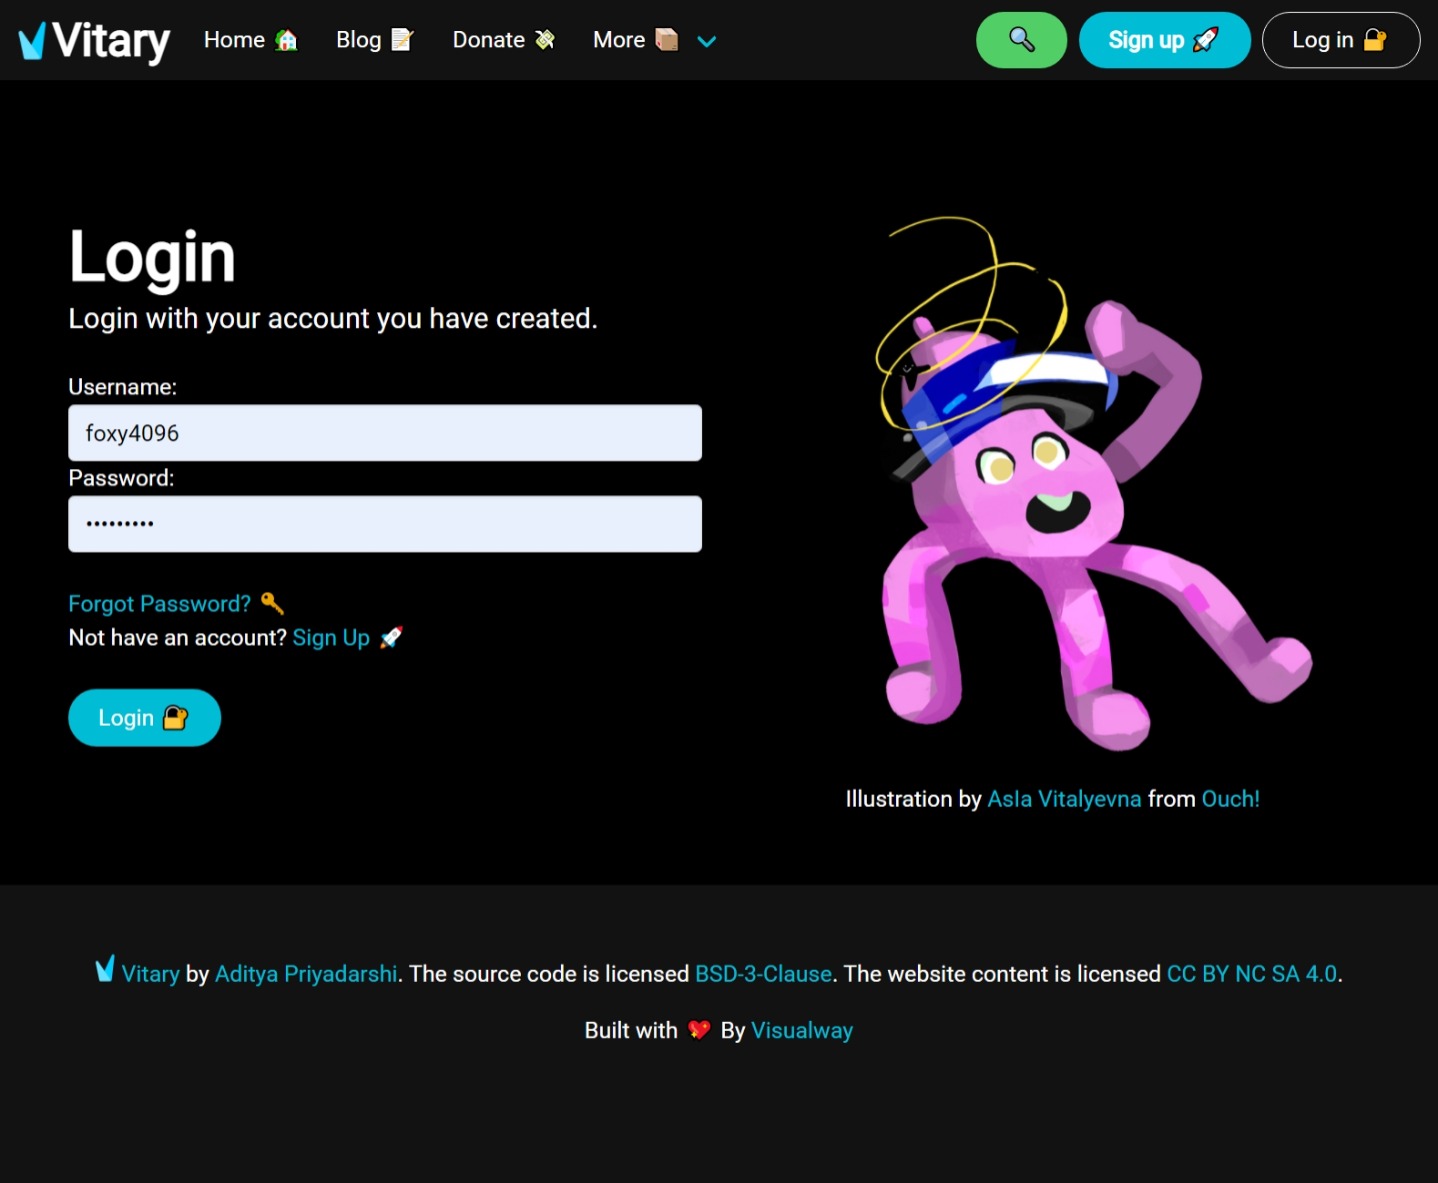 Vitary Home Blog Donate More Sign up Log in
Login
Login with your account you have created.
Username:
foxy4096
Password:
•••••••••
Forgot Password?
Not have an account? Sign Up
Login
Illustration by Asla Vitalyevna from Ouch!
Vitary by Aditya Priyadarshi. The source code is licensed BSD-3-Clause. The website content is licensed CC BY NC SA 4.0.
Built with 💖 By Visualway